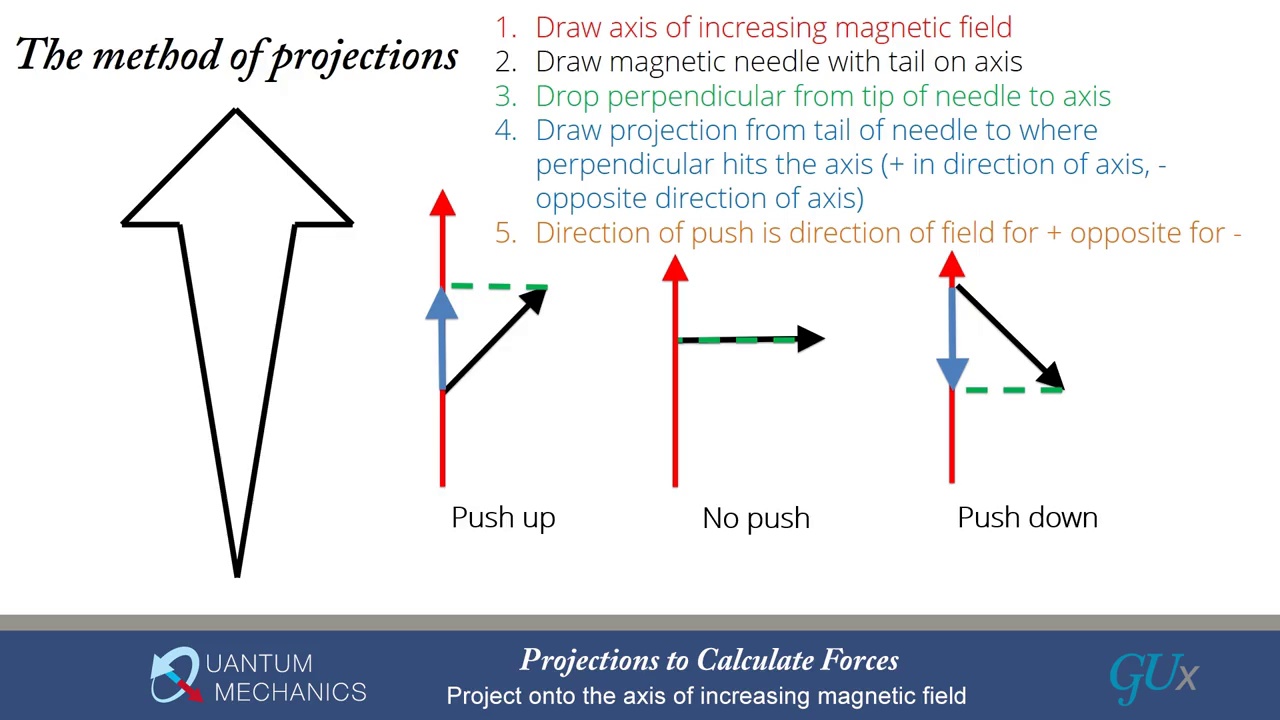 The method of projections
1. Draw axis of increasing magnetic field
2. Draw magnetic needle with tail on axis
3. Drop perpendicular from tip of needle to axis
4. Draw projection from tail of needle to where
perpendicular hits the axis (+ in direction of axis, -
opposite direction of axis)
5. Direction of push is direction of field for + opposite for -
Push up
No push
Push down
QUANTUM
MECHANICS
Projections to Calculate Forces
Project onto the axis of increasing magnetic field
GUx